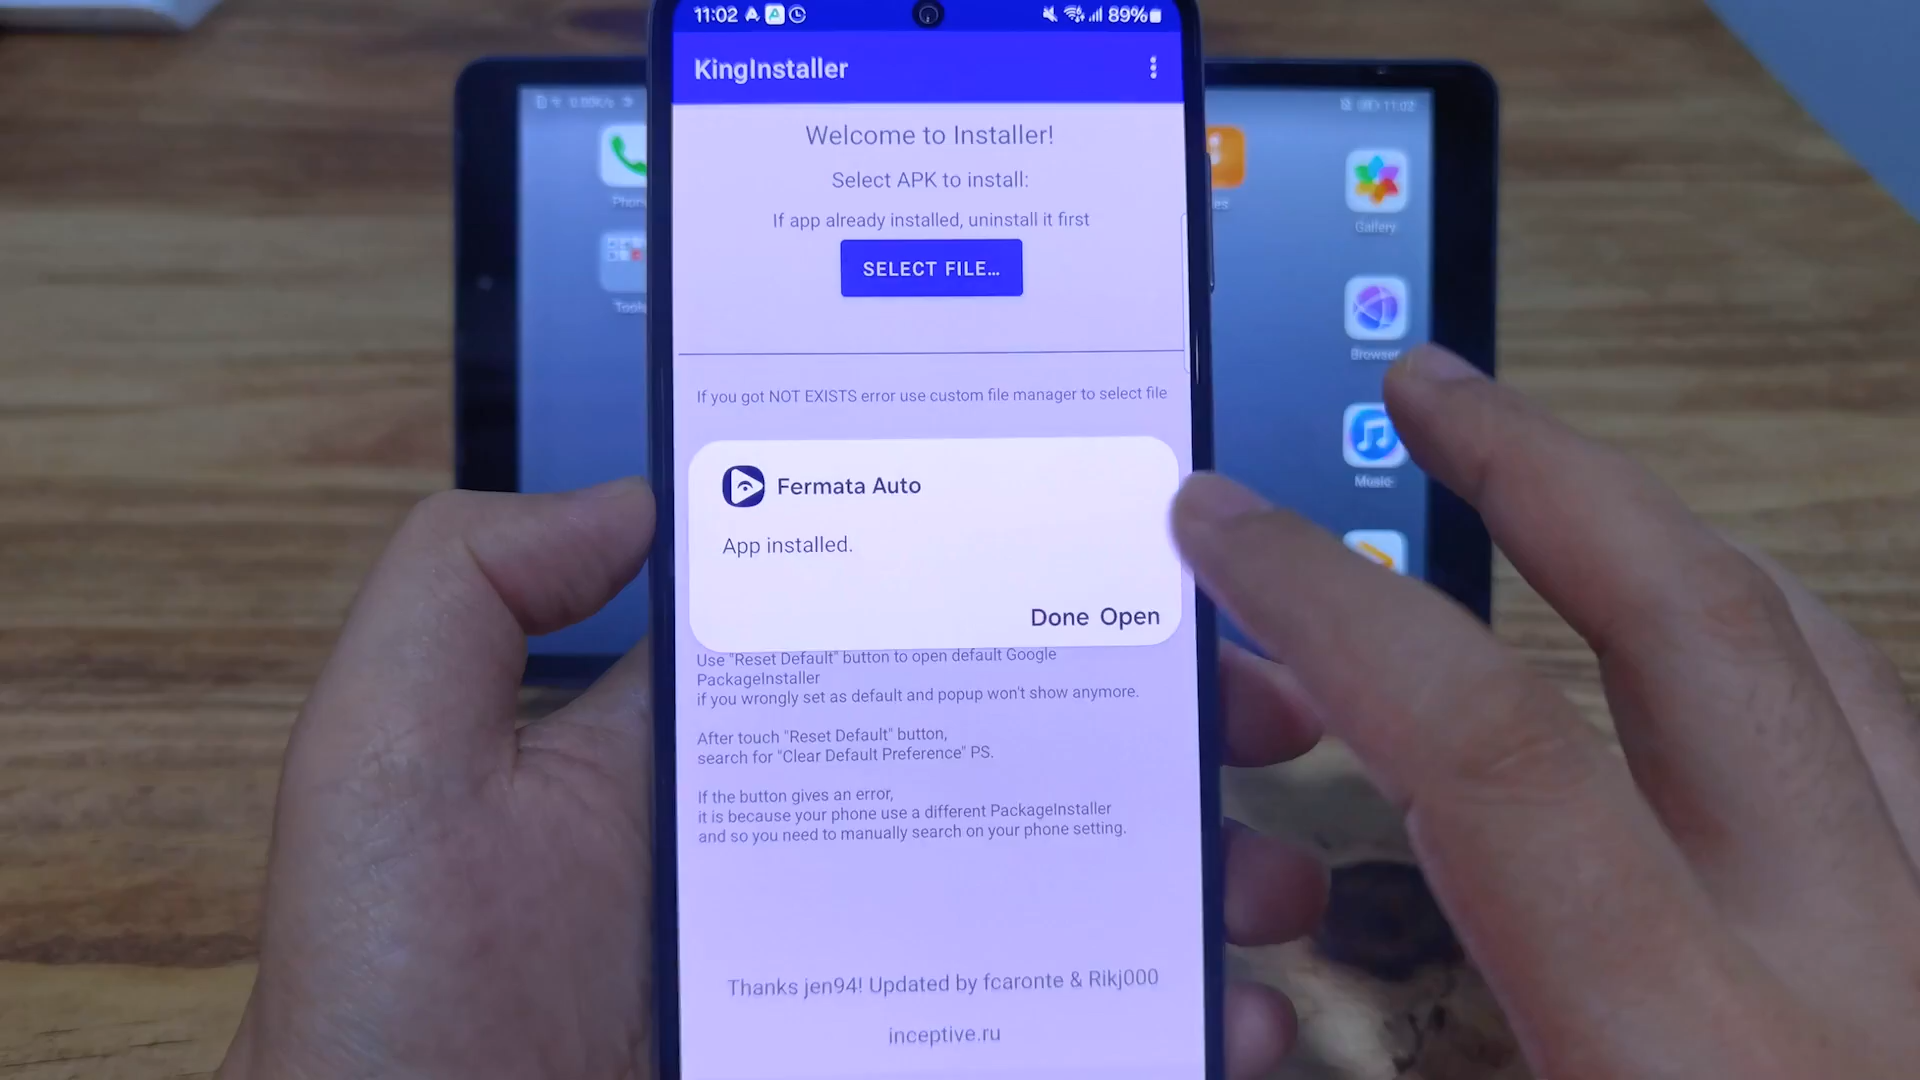 11:02
89%
KingInstaller
Welcome to Installer!
Select APK to install:
If app already installed, uninstall it first
SELECT FILE...
If you got NOT EXISTS error use custom file manager to select file
Fermata Auto
App installed.
Done Open
Use "Reset Default" button to open default Google
PackageInstaller
if you wrongly set as default and popup won't show anymore.
After touch "Reset Default" button,
search for "Clear Default Preference" PS.
If the button gives an error,
it is because your phone use a different PackageInstaller
and so you need to manually search on your phone setting.
Thanks jen94! Updated by fcaronte & Rikj000
inceptive.ru
11:02
Gallery
Browser
Music